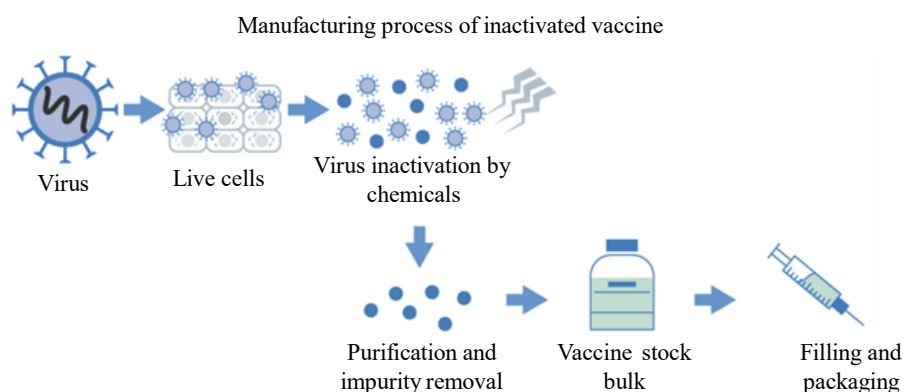 Manufacturing process of inactivated vaccine
Virus
Live cells
Virus inactivation by
chemicals
Purification and
impurity removal
Vaccine stock
bulk
Filling and
packaging